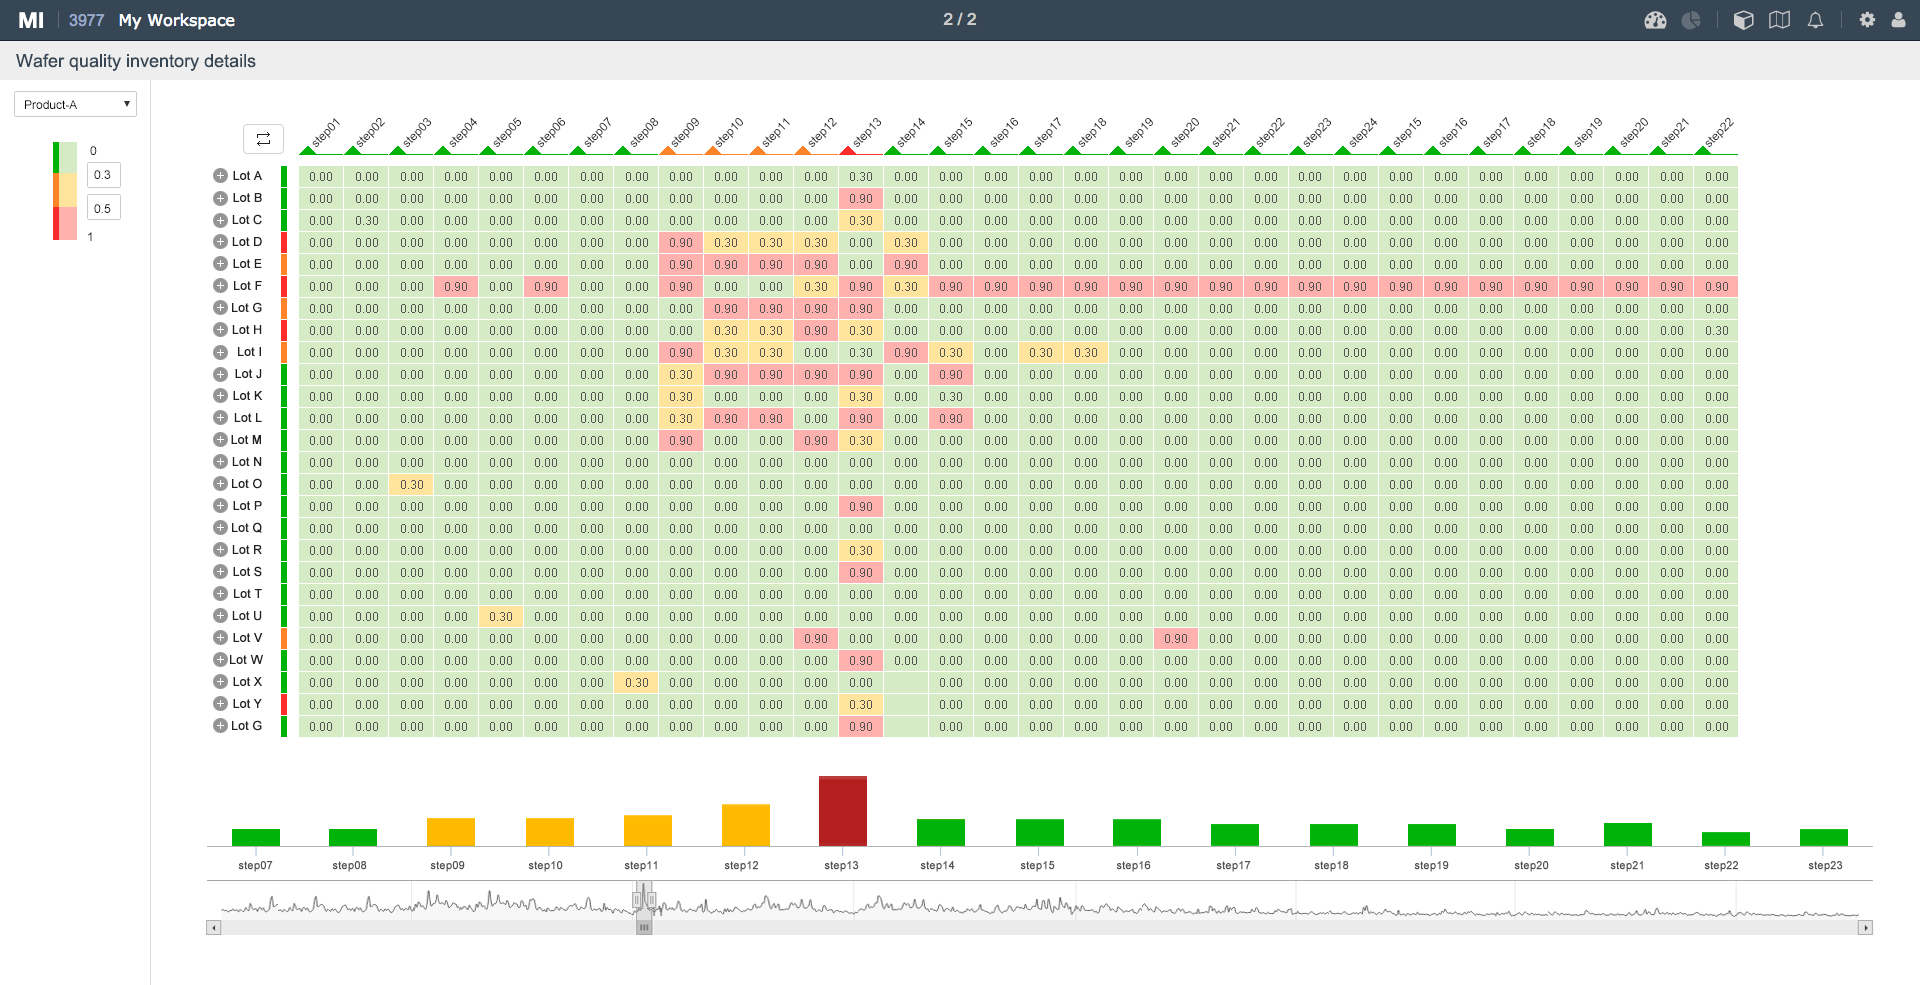 MI 3977 My Workspace 2 / 2
Wafer quality inventory details
Product-A
0
0.3
0.5
1
step01 step02 step03 step04 step05 step06 step07 step08 step09 step10 step11 step12 step13 step14 step15 step16 step17 step18 step19 step20 step21 step22 step23 step24 step15 step16 step17 step18 step19 step20 step21 step22
Lot A 0.00 0.00 0.00 0.00 0.00 0.00 0.00 0.00 0.00 0.00 0.00 0.00 0.30 0.00 0.00 0.00 0.00 0.00 0.00 0.00 0.00 0.00 0.00 0.00 0.00 0.00 0.00 0.00 0.00 0.00 0.00 0.00
Lot B 0.00 0.00 0.00 0.00 0.00 0.00 0.00 0.00 0.00 0.00 0.00 0.00 0.90 0.00 0.00 0.00 0.00 0.00 0.00 0.00 0.00 0.00 0.00 0.00 0.00 0.00 0.00 0.00 0.00 0.00 0.00 0.00
Lot C 0.00 0.30 0.00 0.00 0.00 0.00 0.00 0.00 0.00 0.00 0.00 0.00 0.30 0.00 0.00 0.00 0.00 0.00 0.00 0.00 0.00 0.00 0.00 0.00 0.00 0.00 0.00 0.00 0.00 0.00 0.00 0.00
Lot D 0.00 0.00 0.00 0.00 0.00 0.00 0.00 0.00 0.90 0.30 0.30 0.30 0.00 0.30 0.00 0.00 0.00 0.00 0.00 0.00 0.00 0.00 0.00 0.00 0.00 0.00 0.00 0.00 0.00 0.00 0.00 0.00
Lot E 0.00 0.00 0.00 0.00 0.00 0.00 0.00 0.00 0.90 0.90 0.90 0.90 0.00 0.90 0.00 0.00 0.00 0.00 0.00 0.00 0.00 0.00 0.00 0.00 0.00 0.00 0.00 0.00 0.00 0.00 0.00 0.00
Lot F 0.00 0.00 0.00 0.90 0.00 0.90 0.00 0.00 0.90 0.00 0.00 0.30 0.90 0.30 0.90 0.90 0.90 0.90 0.90 0.90 0.90 0.90 0.90 0.90 0.90 0.90 0.90 0.90 0.90 0.90 0.90 0.90
Lot G 0.00 0.00 0.00 0.00 0.00 0.00 0.00 0.00 0.00 0.90 0.90 0.90 0.90 0.00 0.00 0.00 0.00 0.00 0.00 0.00 0.00 0.00 0.00 0.00 0.00 0.00 0.00 0.00 0.00 0.00 0.00 0.00
Lot H 0.00 0.00 0.00 0.00 0.00 0.00 0.00 0.00 0.00 0.30 0.30 0.90 0.30 0.00 0.00 0.00 0.00 0.00 0.00 0.00 0.00 0.00 0.00 0.00 0.00 0.00 0.00 0.00 0.00 0.00 0.00 0.30
Lot I 0.00 0.00 0.00 0.00 0.00 0.00 0.00 0.00 0.90 0.30 0.30 0.00 0.30 0.90 0.30 0.00 0.30 0.30 0.00 0.00 0.00 0.00 0.00 0.00 0.00 0.00 0.00 0.00 0.00 0.00 0.00 0.00
Lot J 0.00 0.00 0.00 0.00 0.00 0.00 0.00 0.00 0.30 0.90 0.90 0.90 0.90 0.00 0.90 0.00 0.00 0.00 0.00 0.00 0.00 0.00 0.00 0.00 0.00 0.00 0.00 0.00 0.00 0.00 0.00 0.00
Lot K 0.00 0.00 0.00 0.00 0.00 0.00 0.00 0.00 0.30 0.00 0.00 0.00 0.30 0.00 0.30 0.00 0.00 0.00 0.00 0.00 0.00 0.00 0.00 0.00 0.00 0.00 0.00 0.00 0.00 0.00 0.00 0.00
Lot L 0.00 0.00 0.00 0.00 0.00 0.00 0.00 0.00 0.30 0.90 0.90 0.00 0.90 0.00 0.90 0.00 0.00 0.00 0.00 0.00 0.00 0.00 0.00 0.00 0.00 0.00 0.00 0.00 0.00 0.00 0.00 0.00
Lot M 0.00 0.00 0.00 0.00 0.00 0.00 0.00 0.00 0.90 0.00 0.00 0.90 0.30 0.00 0.00 0.00 0.00 0.00 0.00 0.00 0.00 0.00 0.00 0.00 0.00 0.00 0.00 0.00 0.00 0.00 0.00 0.00
Lot N 0.00 0.00 0.00 0.00 0.00 0.00 0.00 0.00 0.00 0.00 0.00 0.00 0.00 0.00 0.00 0.00 0.00 0.00 0.00 0.00 0.00 0.00 0.00 0.00 0.00 0.00 0.00 0.00 0.00 0.00 0.00 0.00
Lot O 0.00 0.00 0.30 0.00 0.00 0.00 0.00 0.00 0.00 0.00 0.00 0.00 0.00 0.00 0.00 0.00 0.00 0.00 0.00 0.00 0.00 0.00 0.00 0.00 0.00 0.00 0.00 0.00 0.00 0.00 0.00 0.00
Lot P 0.00 0.00 0.00 0.00 0.00 0.00 0.00 0.00 0.00 0.00 0.00 0.00 0.90 0.00 0.00 0.00 0.00 0.00 0.00 0.00 0.00 0.00 0.00 0.00 0.00 0.00 0.00 0.00 0.00 0.00 0.00 0.00
Lot Q 0.00 0.00 0.00 0.00 0.00 0.00 0.00 0.00 0.00 0.00 0.00 0.00 0.00 0.00 0.00 0.00 0.00 0.00 0.00 0.00 0.00 0.00 0.00 0.00 0.00 0.00 0.00 0.00 0.00 0.00 0.00 0.00
Lot R 0.00 0.00 0.00 0.00 0.00 0.00 0.00 0.00 0.00 0.00 0.00 0.00 0.30 0.00 0.00 0.00 0.00 0.00 0.00 0.00 0.00 0.00 0.00 0.00 0.00 0.00 0.00 0.00 0.00 0.00 0.00 0.00
Lot S 0.00 0.00 0.00 0.00 0.00 0.00 0.00 0.00 0.00 0.00 0.00 0.00 0.90 0.00 0.00 0.00 0.00 0.00 0.00 0.00 0.00 0.00 0.00 0.00 0.00 0.00 0.00 0.00 0.00 0.00 0.00 0.00
Lot T 0.00 0.00 0.00 0.00 0.00 0.00 0.00 0.00 0.00 0.00 0.00 0.00 0.00 0.00 0.00 0.00 0.00 0.00 0.00 0.00 0.00 0.00 0.00 0.00 0.00 0.00 0.00 0.00 0.00 0.00 0.00 0.00
Lot U 0.00 0.00 0.00 0.00 0.30 0.00 0.00 0.00 0.00 0.00 0.00 0.00 0.00 0.00 0.00 0.00 0.00 0.00 0.00 0.00 0.00 0.00 0.00 0.00 0.00 0.00 0.00 0.00 0.00 0.00 0.00 0.00
Lot V 0.00 0.00 0.00 0.00 0.00 0.00 0.00 0.00 0.00 0.00 0.00 0.90 0.00 0.00 0.00 0.00 0.00 0.00 0.00 0.90 0.00 0.00 0.00 0.00 0.00 0.00 0.00 0.00 0.00 0.00 0.00 0.00
Lot W 0.00 0.00 0.00 0.00 0.00 0.00 0.00 0.00 0.00 0.00 0.00 0.00 0.90 0.00 0.00 0.00 0.00 0.00 0.00 0.00 0.00 0.00 0.00 0.00 0.00 0.00 0.00 0.00 0.00 0.00 0.00 0.00
Lot X 0.00 0.00 0.00 0.00 0.00 0.00 0.00 0.30 0.00 0.00 0.00 0.00 0.00 0.00 0.00 0.00 0.00 0.00 0.00 0.00 0.00 0.00 0.00 0.00 0.00 0.00 0.00 0.00 0.00 0.00 0.00
Lot Y 0.00 0.00 0.00 0.00 0.00 0.00 0.00 0.00 0.00 0.00 0.00 0.00 0.30 0.00 0.00 0.00 0.00 0.00 0.00 0.00 0.00 0.00 0.00 0.00 0.00 0.00 0.00 0.00 0.00 0.00 0.00
Lot G 0.00 0.00 0.00 0.00 0.00 0.00 0.00 0.00 0.00 0.00 0.00 0.00 0.90 0.00 0.00 0.00 0.00 0.00 0.00 0.00 0.00 0.00 0.00 0.00 0.00 0.00 0.00 0.00 0.00 0.00 0.00
step07 step08 step09 step10 step11 step12 step13 step14 step15 step16 step17 step18 step19 step20 step21 step22 step23